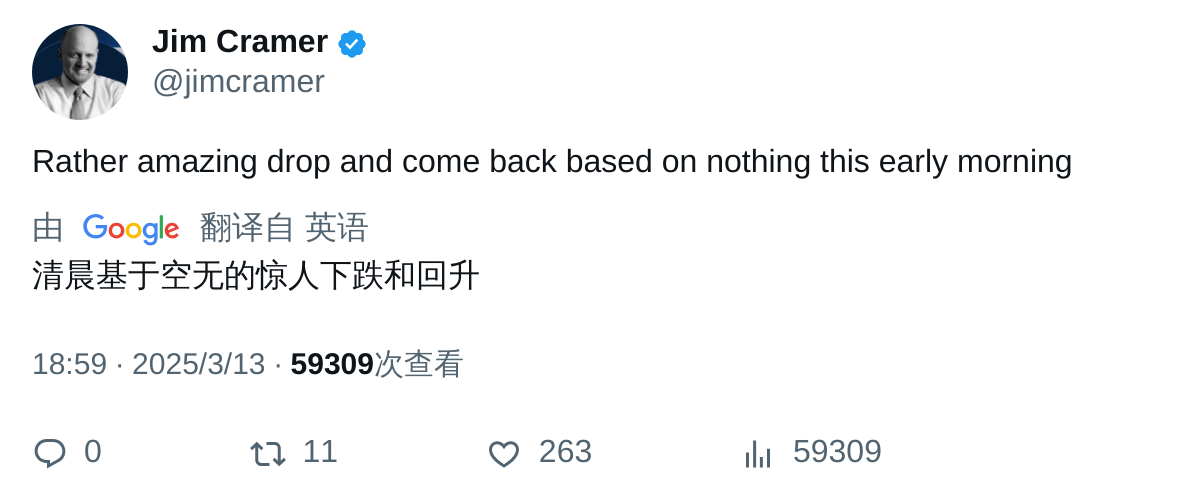 Jim Cramer
@jimcramer
Rather amazing drop and come back based on nothing this early morning
由 Google 翻译自 英语
清晨基于空无的惊人下跌和回升
18:59 · 2025/3/13 · 59309次查看
0 11 263 59309